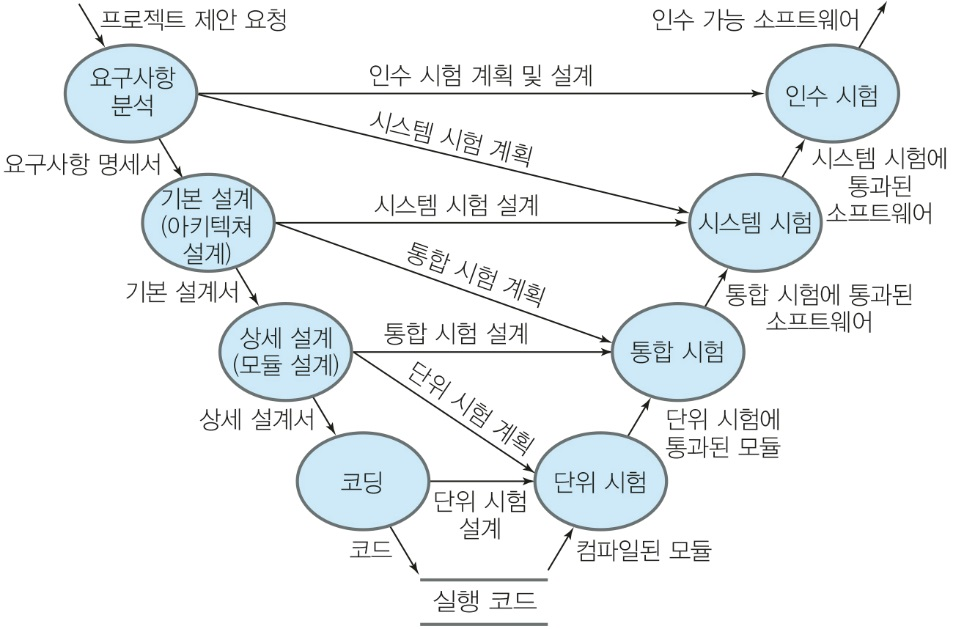 프로젝트 제안 요청
인수 가능 소프트웨어
요구사항
분석
인수 시험 계획 및 설계
인수 시험
시스템 시험 계획
요구사항 명세서
시스템 시험에
통과된
소프트웨어
기본 설계
(아키텍쳐
설계)
시스템 시험 설계
시스템 시험
통합 시험 계획
기본 설계서
통합 시험에 통과된
소프트웨어
상세 설계
(모듈 설계)
통합 시험 설계
통합 시험
단위 시험 계획
상세 설계서
단위 시험에
통과된 모듈
코딩
단위 시험
설계
단위 시험
코드
컴파일된 모듈
실행 코드